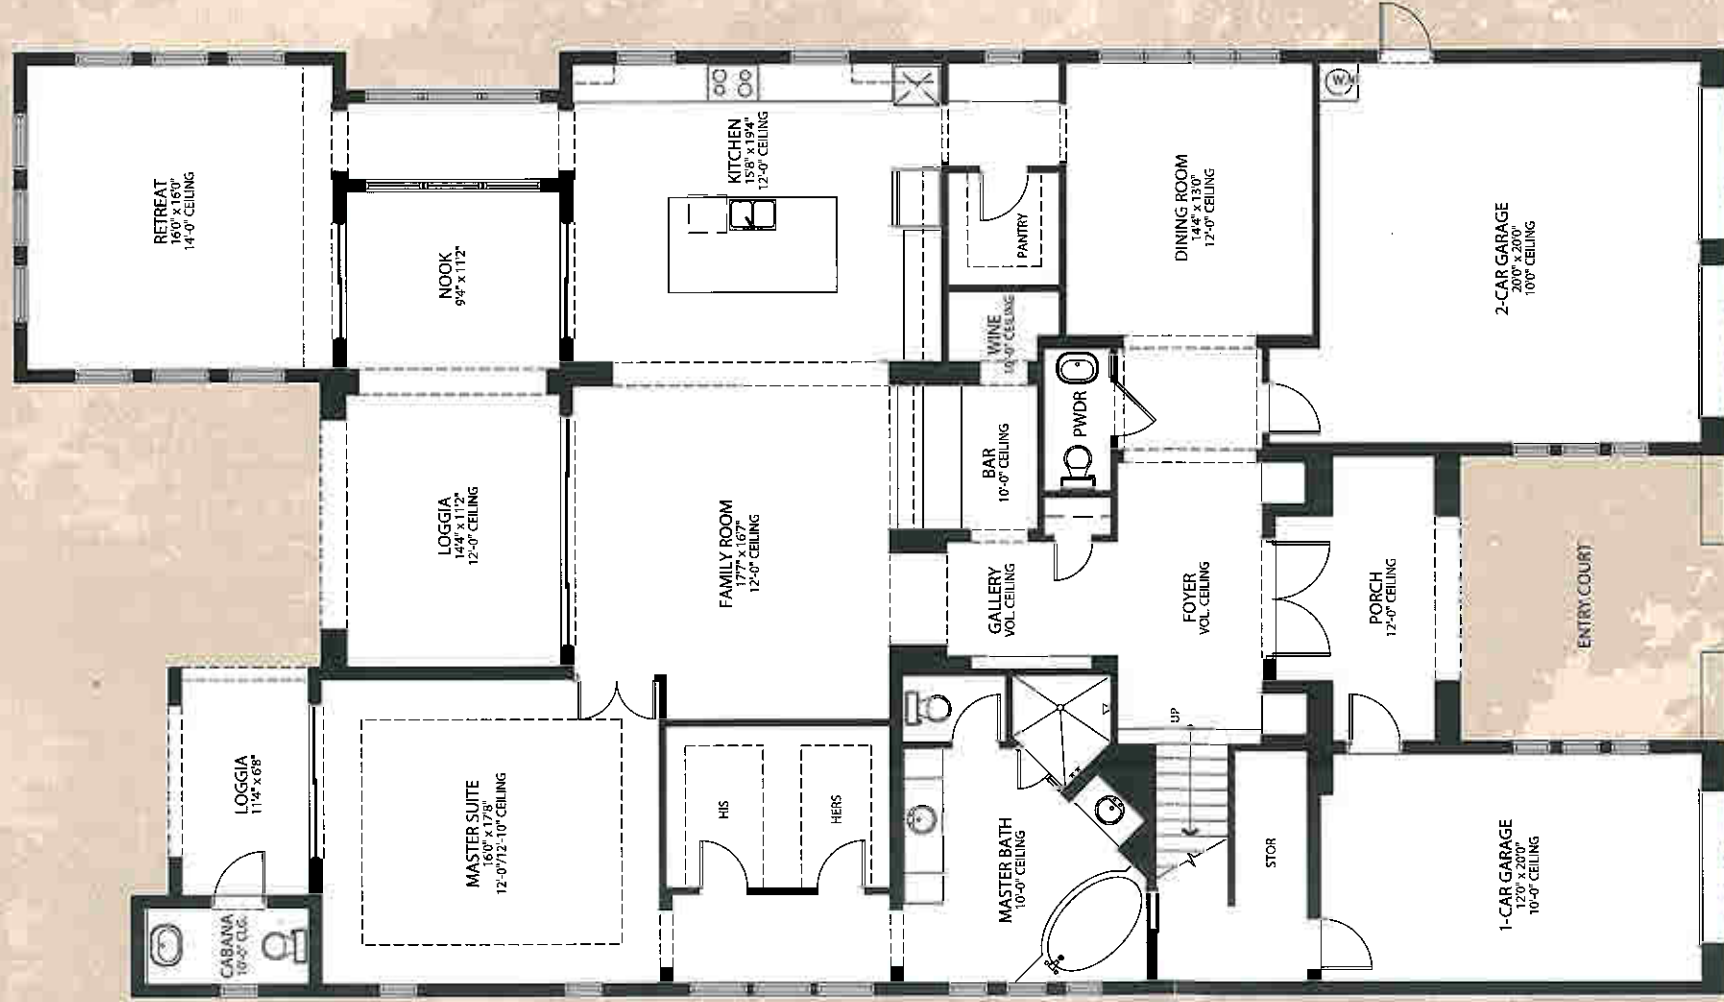 RETREAT
16'0" x 16'0"
14'-0" CEILING
NOOK
9'4" x 11'2"
KITCHEN
15'8" x 19'4"
12'-0" CEILING
PANTRY
WINE
10'-0" CEILING
DINING ROOM
14'4" x 13'0"
12'-0" CEILING
W
2-CAR GARAGE
20'0" x 20'0"
10'0" CEILING
LOGGIA
14'4" x 11'2"
12'-0" CEILING
FAMILY ROOM
17'7" x 16'7"
12'-0" CEILING
BAR
10'-0" CEILING
PWDR
GALLERY
VOL. CEILING
FOYER
VOL. CEILING
PORCH
12'-0" CEILING
ENTRY COURT
LOGGIA
11'4" x 6'8"
MASTER SUITE
16'0" x 17'8"
12'-0"/12'-10" CEILING
HIS
HERS
MASTER BATH
10'-0" CEILING
UP
STOR
1-CAR GARAGE
12'0" x 20'0"
10'-0" CEILING
CABANA
10'-0" CLG.